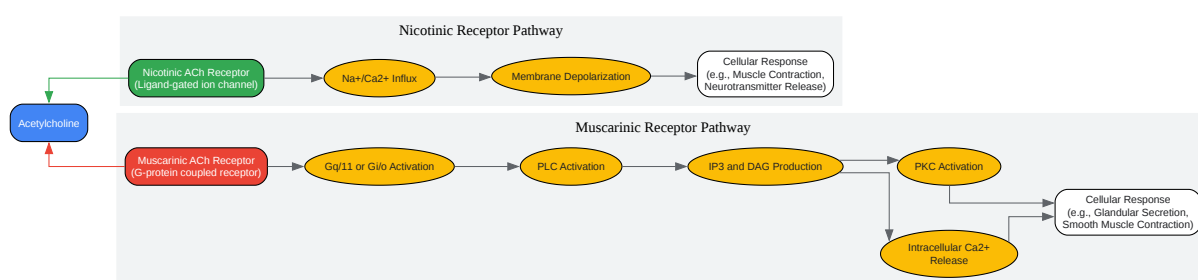 Nicotinic Receptor Pathway
Nicotinic ACh Receptor
(Ligand-gated ion channel)
Na+/Ca2+ Influx
Membrane Depolarization
Cellular Response
(e.g., Muscle Contraction,
Neurotransmitter Release)
Acetylcholine
Muscarinic Receptor Pathway
Muscarinic ACh Receptor
(G-protein coupled receptor)
Gq/11 or Gi/o Activation
PLC Activation
IP3 and DAG Production
PKC Activation
Cellular Response
(e.g., Glandular Secretion,
Smooth Muscle Contraction)
Intracellular Ca2+
Release